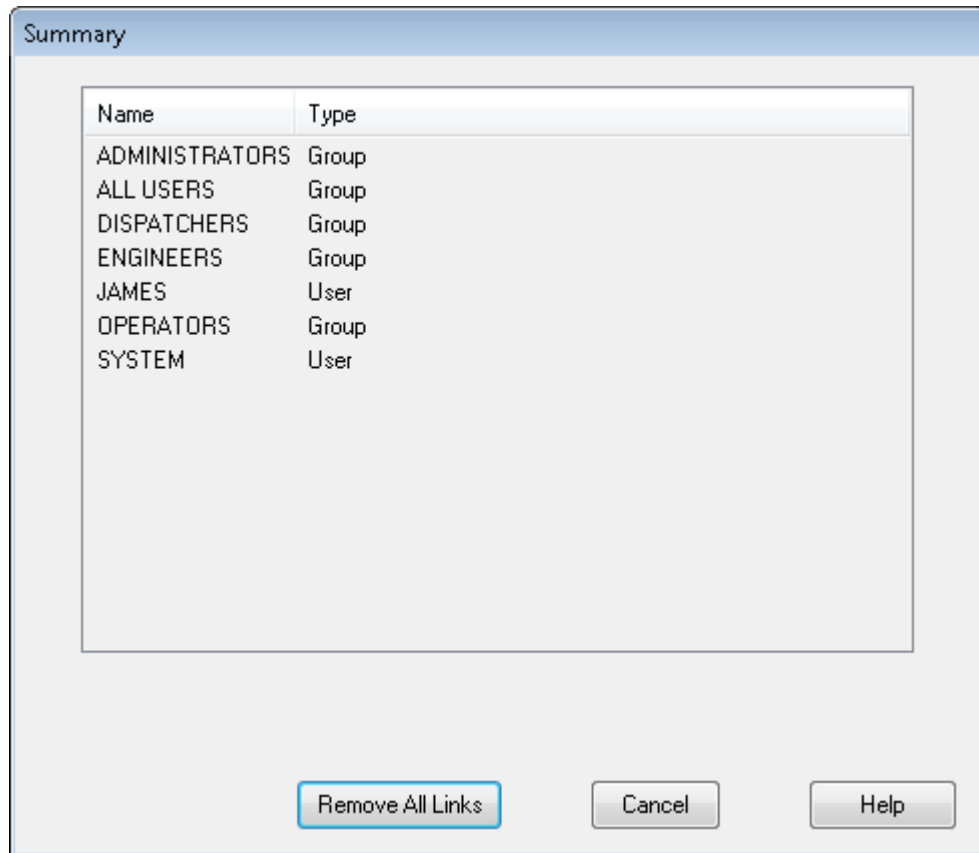 Summary
Name Type
ADMINISTRATORS Group
ALL USERS Group
DISPATCHERS Group
ENGINEERS Group
JAMES User
OPERATORS Group
SYSTEM User
Remove All Links Cancel Help